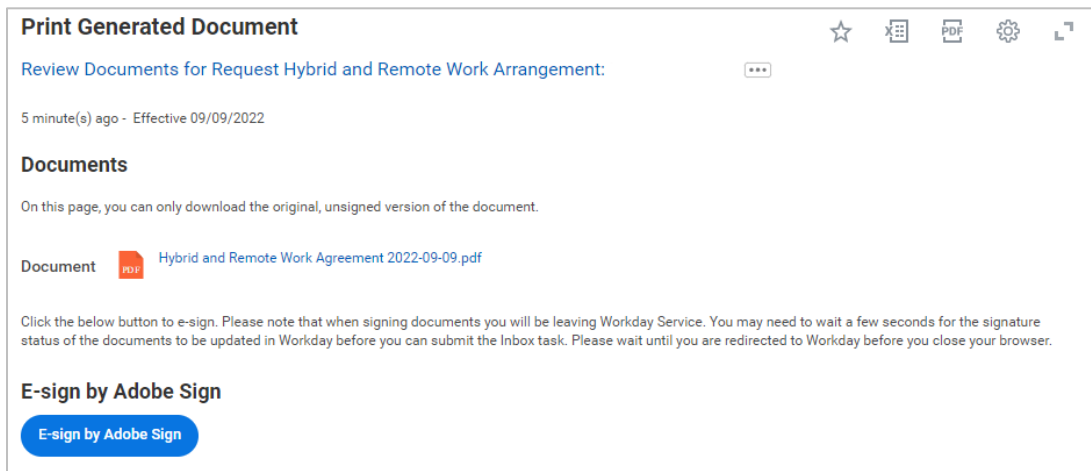 Print Generated Document
X
PDF
Review Documents for Request Hybrid and Remote Work Arrangement:
5 minute(s) ago - Effective 09/09/2022
Documents
On this page, you can only download the original, unsigned version of the document.
Document PDF Hybrid and Remote Work Agreement 2022-09-09.pdf
Click the below button to e-sign. Please note that when signing documents you will be leaving Workday Service. You may need to wait a few seconds for the signature
status of the documents to be updated in Workday before you can submit the Inbox task. Please wait until you are redirected to Workday before you close your browser.
E-sign by Adobe Sign
E-sign by Adobe Sign